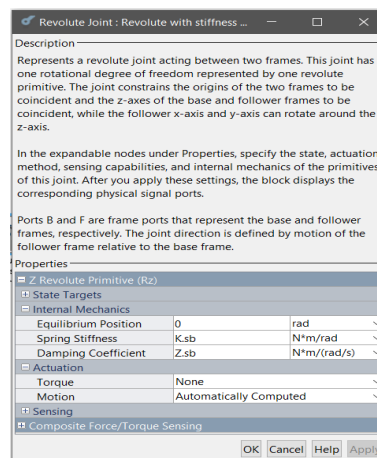 Revolute Joint : Revolute with stiffness ...
Description
Represents a revolute joint acting between two frames. This joint has
one rotational degree of freedom represented by one revolute
primitive. The joint constrains the origins of the two frames to be
coincident and the z-axes of the base and follower frames to be
coincident, while the follower x-axis and y-axis can rotate around the
z-axis.
In the expandable nodes under Properties, specify the state, actuation
method, sensing capabilities, and internal mechanics of the primitives
of this joint. After you apply these settings, the block displays the
corresponding physical signal ports.
Ports B and F are frame ports that represent the base and follower
frames, respectively. The joint direction is defined by motion of the
follower frame relative to the base frame.
Properties
Z Revolute Primitive (Rz)
State Targets
Internal Mechanics
Equilibrium Position 0 rad
Spring Stiffness K.sb N*m/rad
Damping Coefficient Z.sb N*m/(rad/s)
Actuation
Torque None
Motion Automatically Computed
Sensing
Composite Force/Torque Sensing
OK Cancel Help Apply